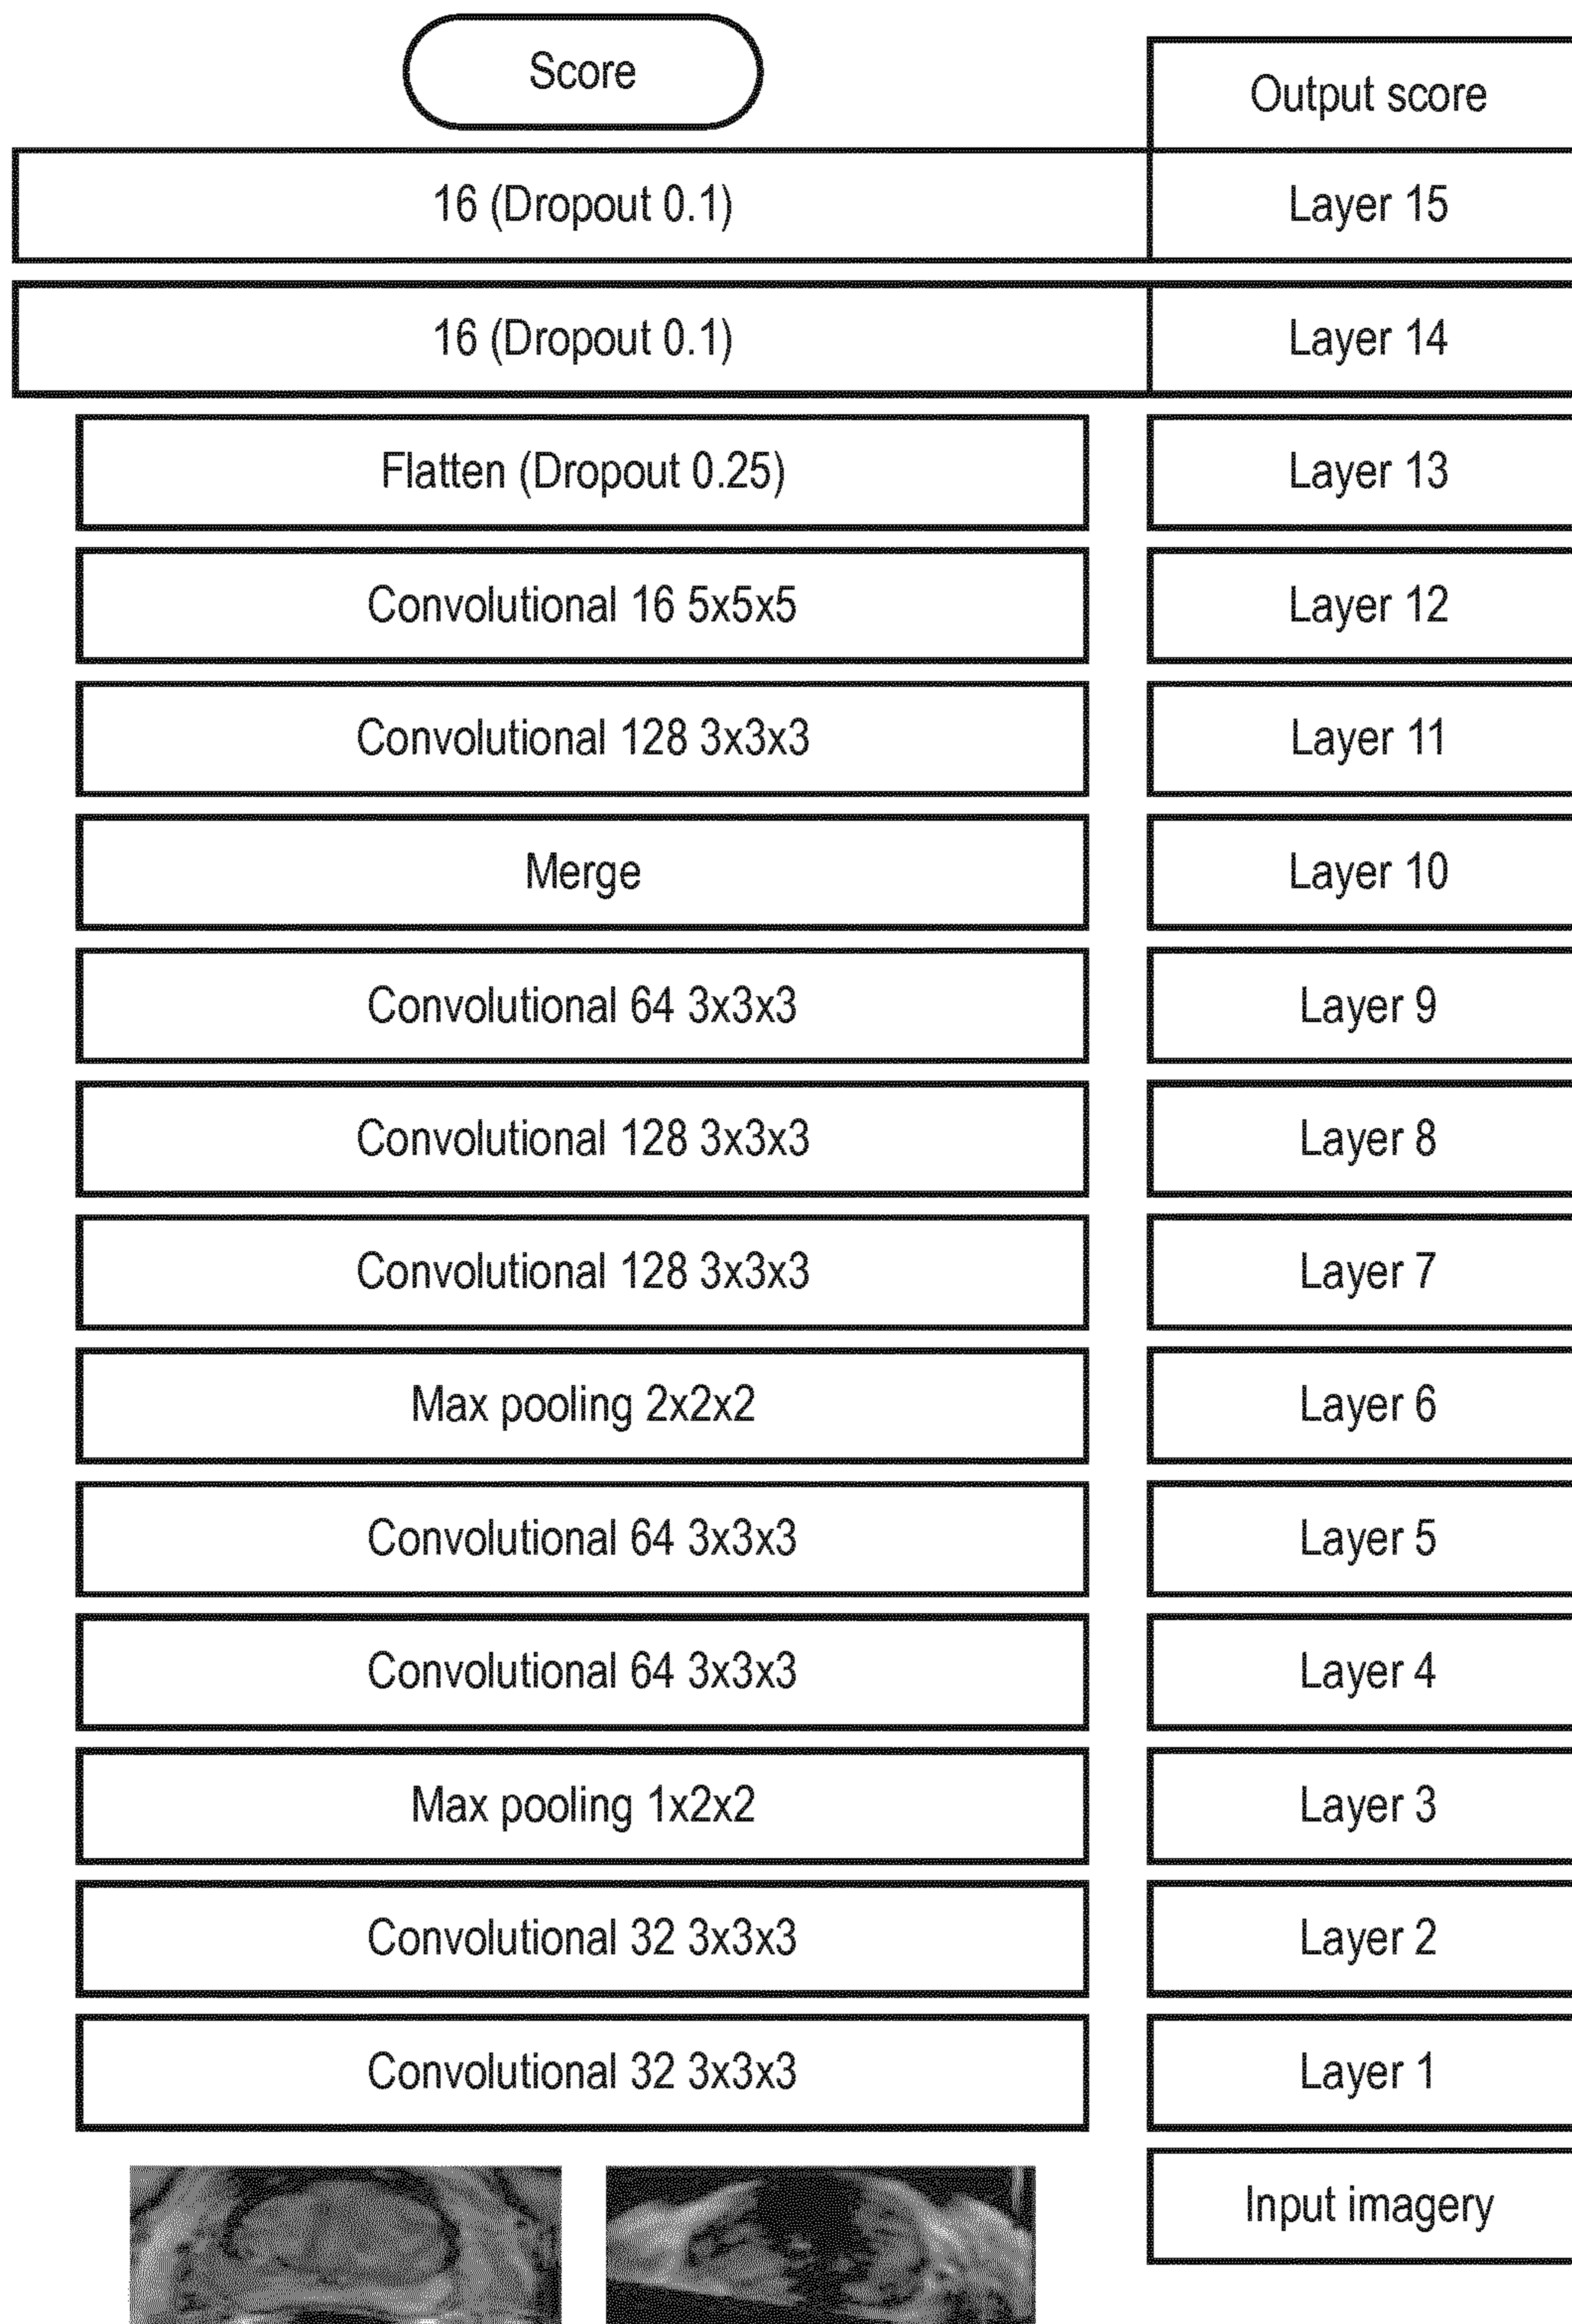 Score
Output score
16 (Dropout 0.1)
Layer 15
16 (Dropout 0.1)
Layer 14
Flatten (Dropout 0.25)
Layer 13
Convolutional 16 5x5x5
Layer 12
Convolutional 128 3x3x3
Layer 11
Merge
Layer 10
Convolutional 64 3x3x3
Layer 9
Convolutional 128 3x3x3
Layer 8
Convolutional 128 3x3x3
Layer 7
Max pooling 2x2x2
Layer 6
Convolutional 64 3x3x3
Layer 5
Convolutional 64 3x3x3
Layer 4
Max pooling 1x2x2
Layer 3
Convolutional 32 3x3x3
Layer 2
Convolutional 32 3x3x3
Layer 1
Input imagery